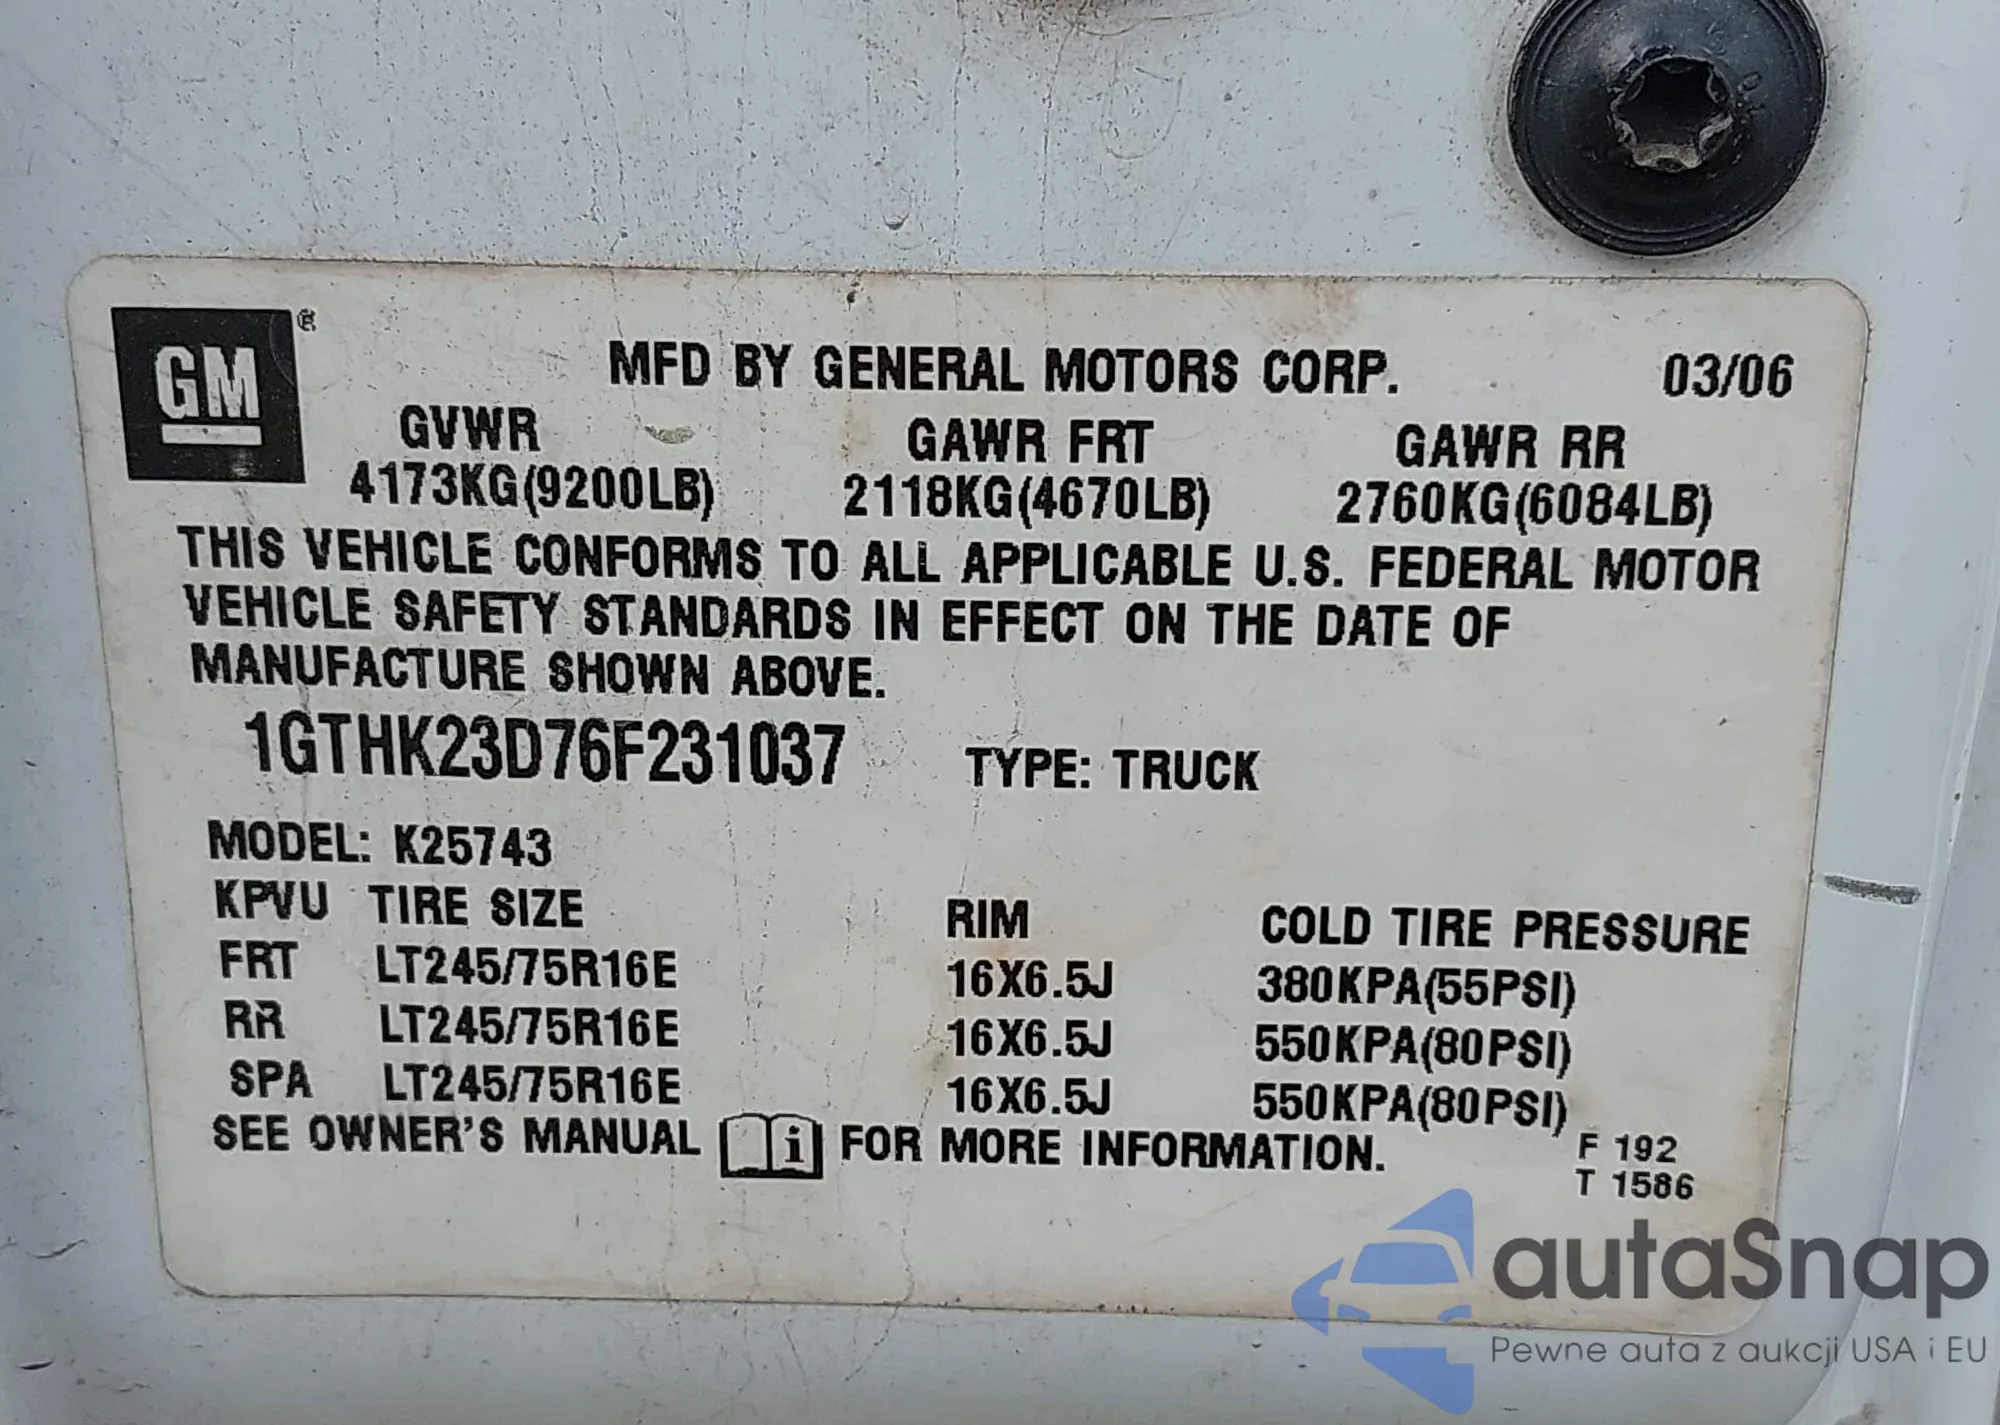 GM ®
MFD BY GENERAL MOTORS CORP. 03/06
GVWR GAWR FRT GAWR RR
4173KG(9200LB) 2118KG(4670LB) 2760KG(6084LB)
THIS VEHICLE CONFORMS TO ALL APPLICABLE U.S. FEDERAL MOTOR
VEHICLE SAFETY STANDARDS IN EFFECT ON THE DATE OF
MANUFACTURE SHOWN ABOVE.
1GTHK23D76F231037 TYPE: TRUCK
MODEL: K25743
KPVU TIRE SIZE RIM COLD TIRE PRESSURE
FRT LT245/75R16E 16X6.5J 380KPA(55PSI)
RR LT245/75R16E 16X6.5J 550KPA(80PSI)
SPA LT245/75R16E 16X6.5J 550KPA(80PSI)
SEE OWNER'S MANUAL i FOR MORE INFORMATION.
F 192
T 1586
autaSnap
Pewne auta z aukcji USA i EU